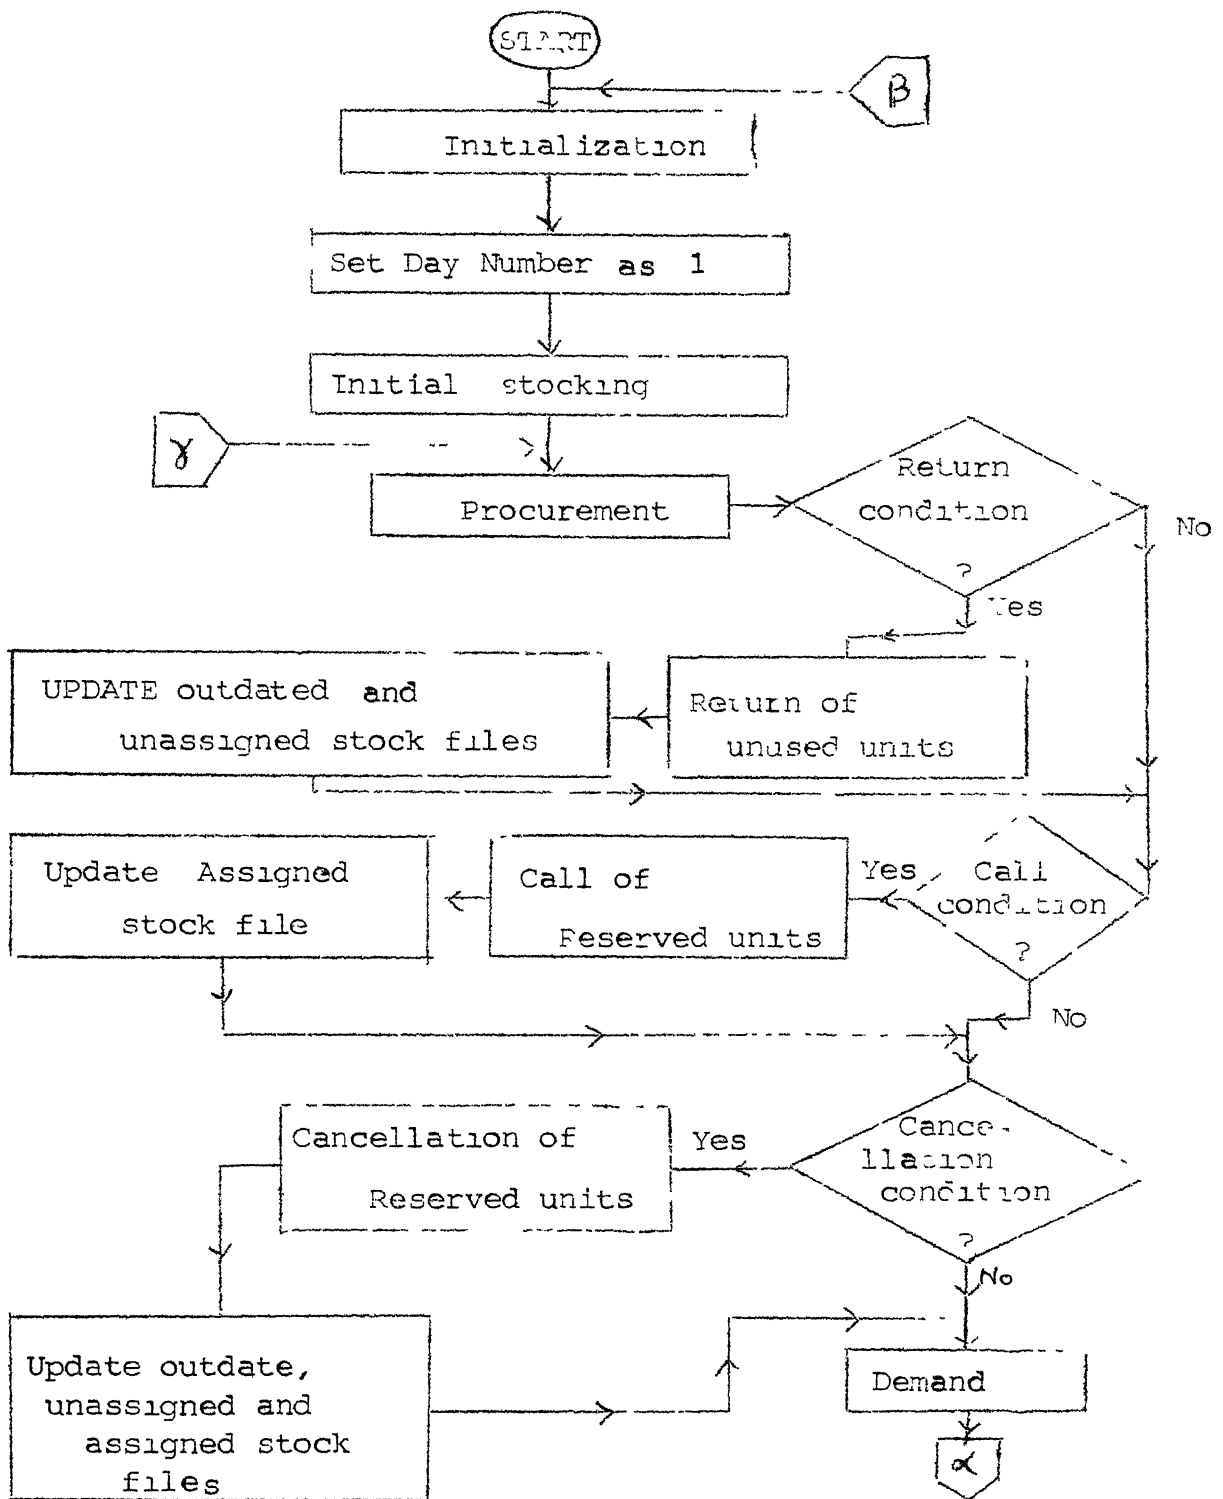 START
β
Initialization
Set Day Number as 1
Initial stocking
γ
Procurement
Return
condition
?
No
Yes
UPDATE outdated and
unassigned stock files
Return of
unused units
Update Assigned
stock file
Call of
Reserved units
Yes
Call
condition
?
No
Cancellation of
Reserved units
Yes
Cance-
llation
condition
?
No
Update outdate,
unassigned and
assigned stock
files
Demand
α